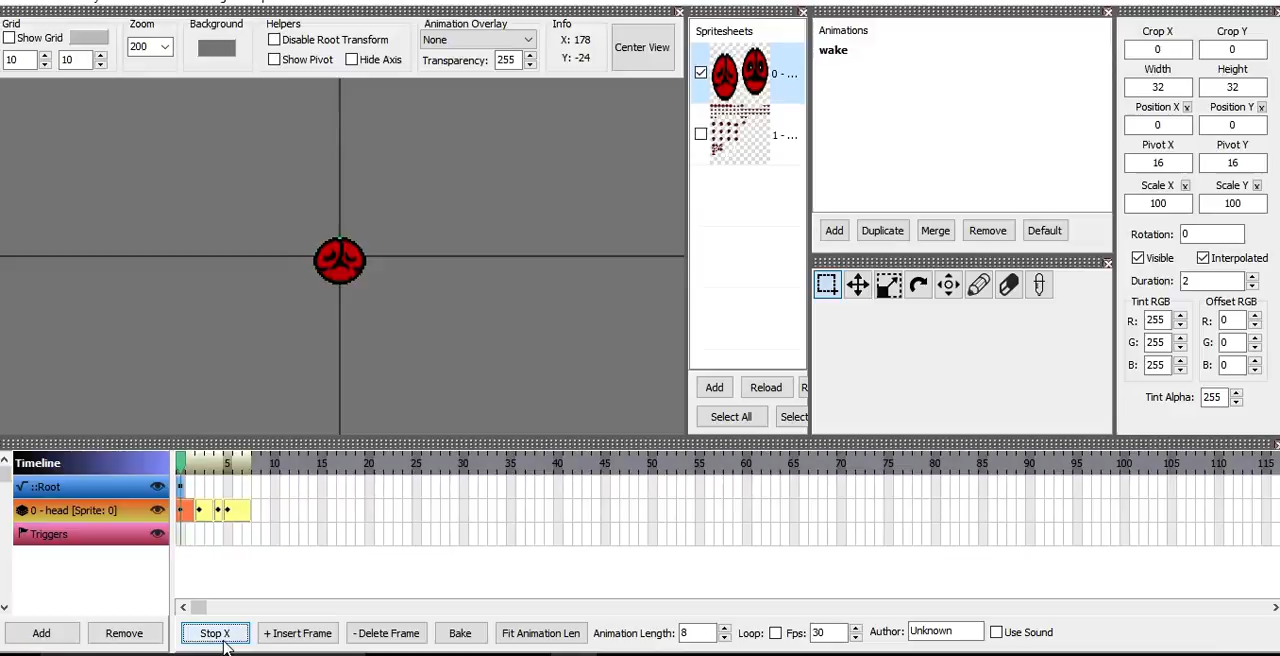 Grid
Show Grid
10
10
Zoom
200
Background
Helpers
Disable Root Transform
Show Pivot
Hide Axis
Animation Overlay
None
Transparency: 255
Info
X: 178
Y: -24
Center View
Spritesheets
0 - ...
1 - ...
Add
Reload
R
Select All
Select
Animations
wake
Add
Duplicate
Merge
Remove
Default
Crop X
Crop Y
0
0
Width
Height
32
32
Position X x
Position Y x
0
0
Pivot X
Pivot Y
16
16
Scale X x
Scale Y x
100
100
Rotation: 0
Visible
Interpolated
Duration: 2
Tint RGB
Offset RGB
R: 255
R: 0
G: 255
G: 0
B: 255
B: 0
Tint Alpha: 255
Timeline
5 10 15 20 25 30 35 40 45 50 55 60 65 70 75 80 85 90 95 100 105 110 115
::Root
0 - head [Sprite: 0]
Triggers
Add
Remove
Stop X
+ Insert Frame
- Delete Frame
Bake
Fit Animation Len
Animation Length: 8
Loop:
Fps: 30
Author: Unknown
Use Sound